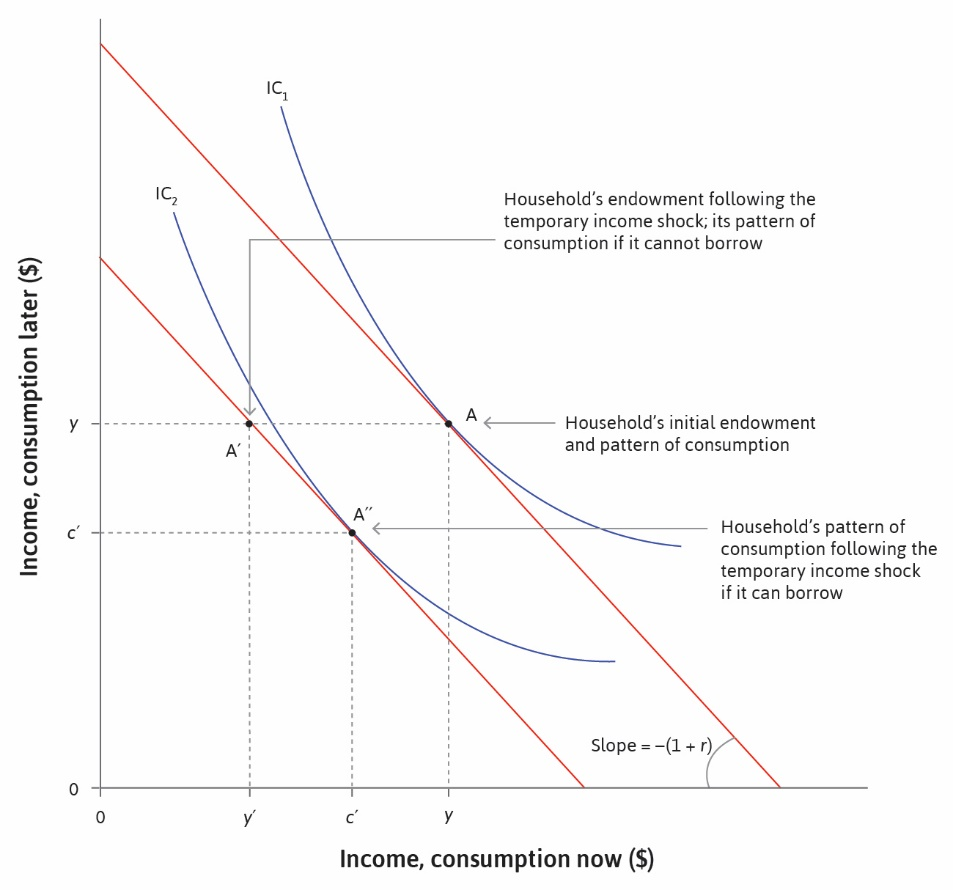 IC1
IC2
Household’s endowment following the
temporary income shock; its pattern of
consumption if it cannot borrow
Income, consumption later ($)
y
A
A′
Household’s initial endowment
and pattern of consumption
A″
c′
Household’s pattern of
consumption following the
temporary income shock
if it can borrow
Slope = –(1 + r)
0
0
y′
c′
y
Income, consumption now ($)